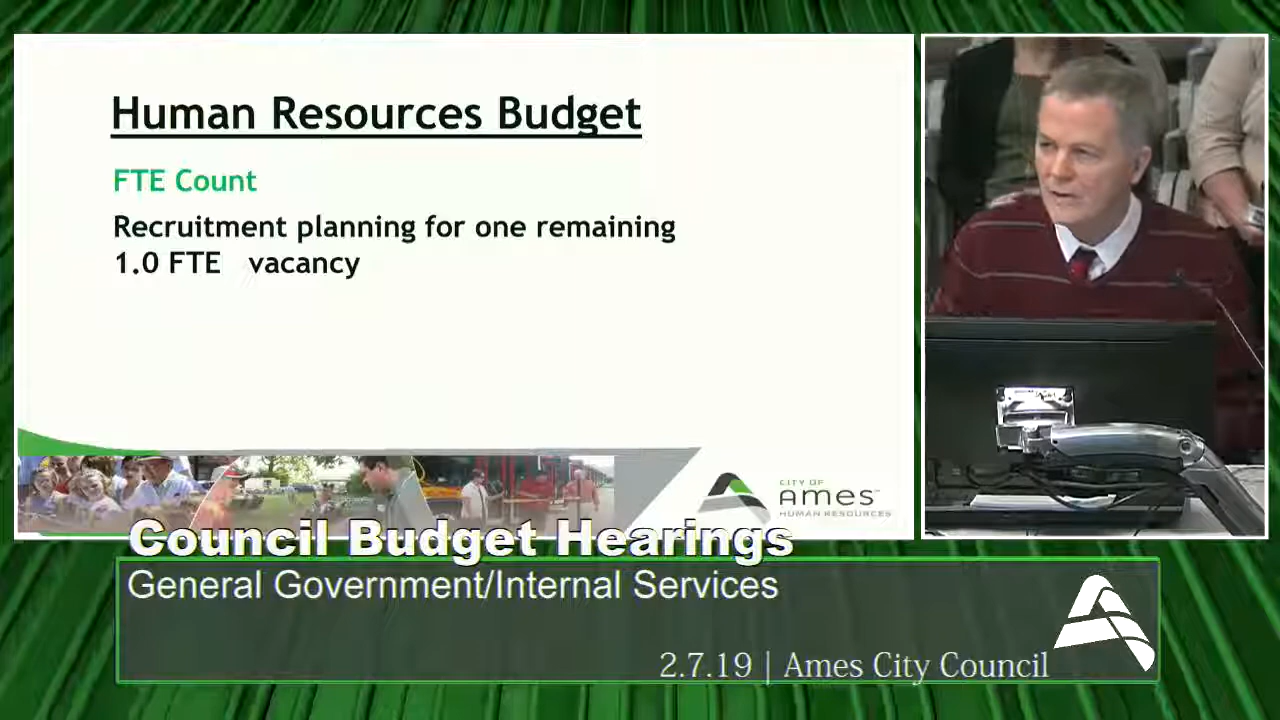 Human Resources Budget
FTE Count
Recruitment planning for one remaining
1.0 FTE vacancy
CITY OF
AMES™
HUMAN RESOURCES
Council Budget Hearings
General Government/Internal Services
2.7.19 | Ames City Council